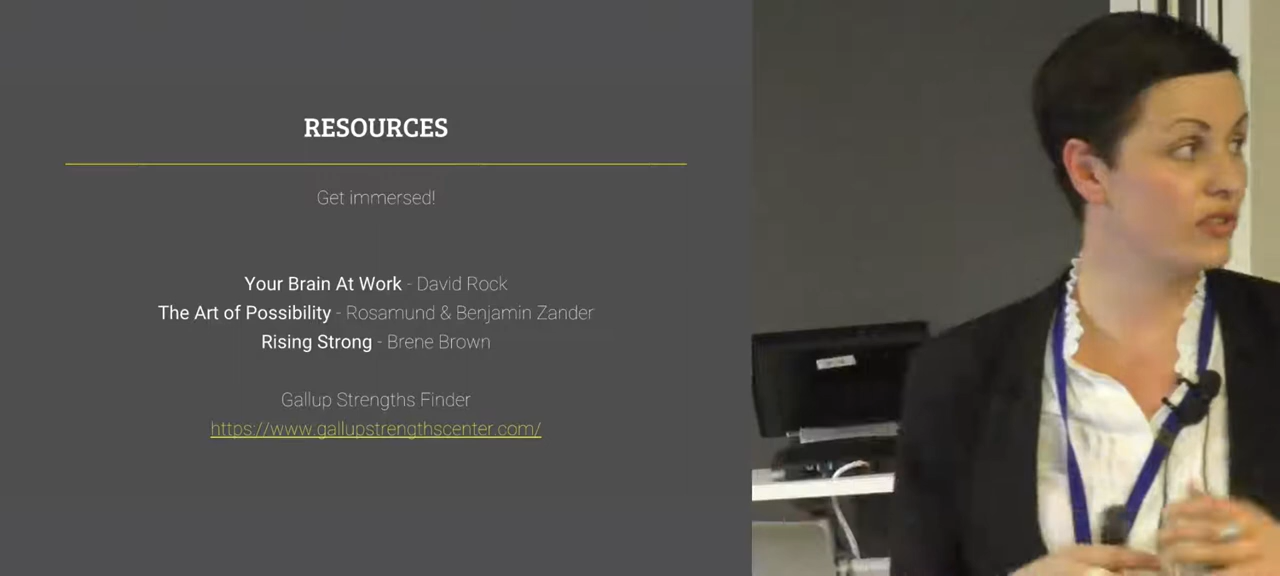 RESOURCES
Get immersed!
Your Brain At Work - David Rock
The Art of Possibility - Rosamund & Benjamin Zander
Rising Strong - Brene Brown
Gallup Strengths Finder
https://www.gallupstrengthscenter.com/